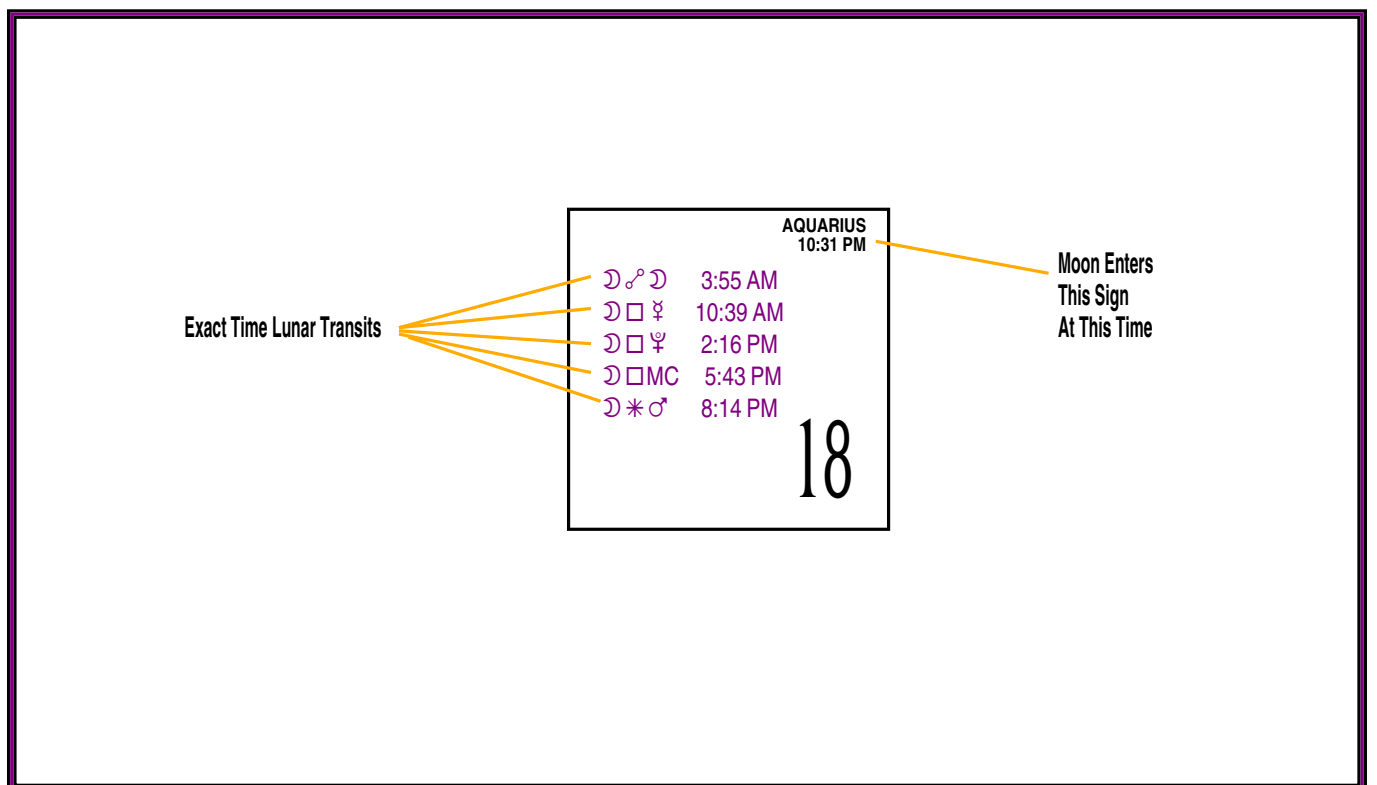 AQUARIUS
10:31 PM
☽☍☽ 3:55 AM
☽□☿ 10:39 AM
☽□⯓ 2:16 PM
☽□MC 5:43 PM
☽⚹♂ 8:14 PM
18
Exact Time Lunar Transits
Moon Enters
This Sign
At This Time